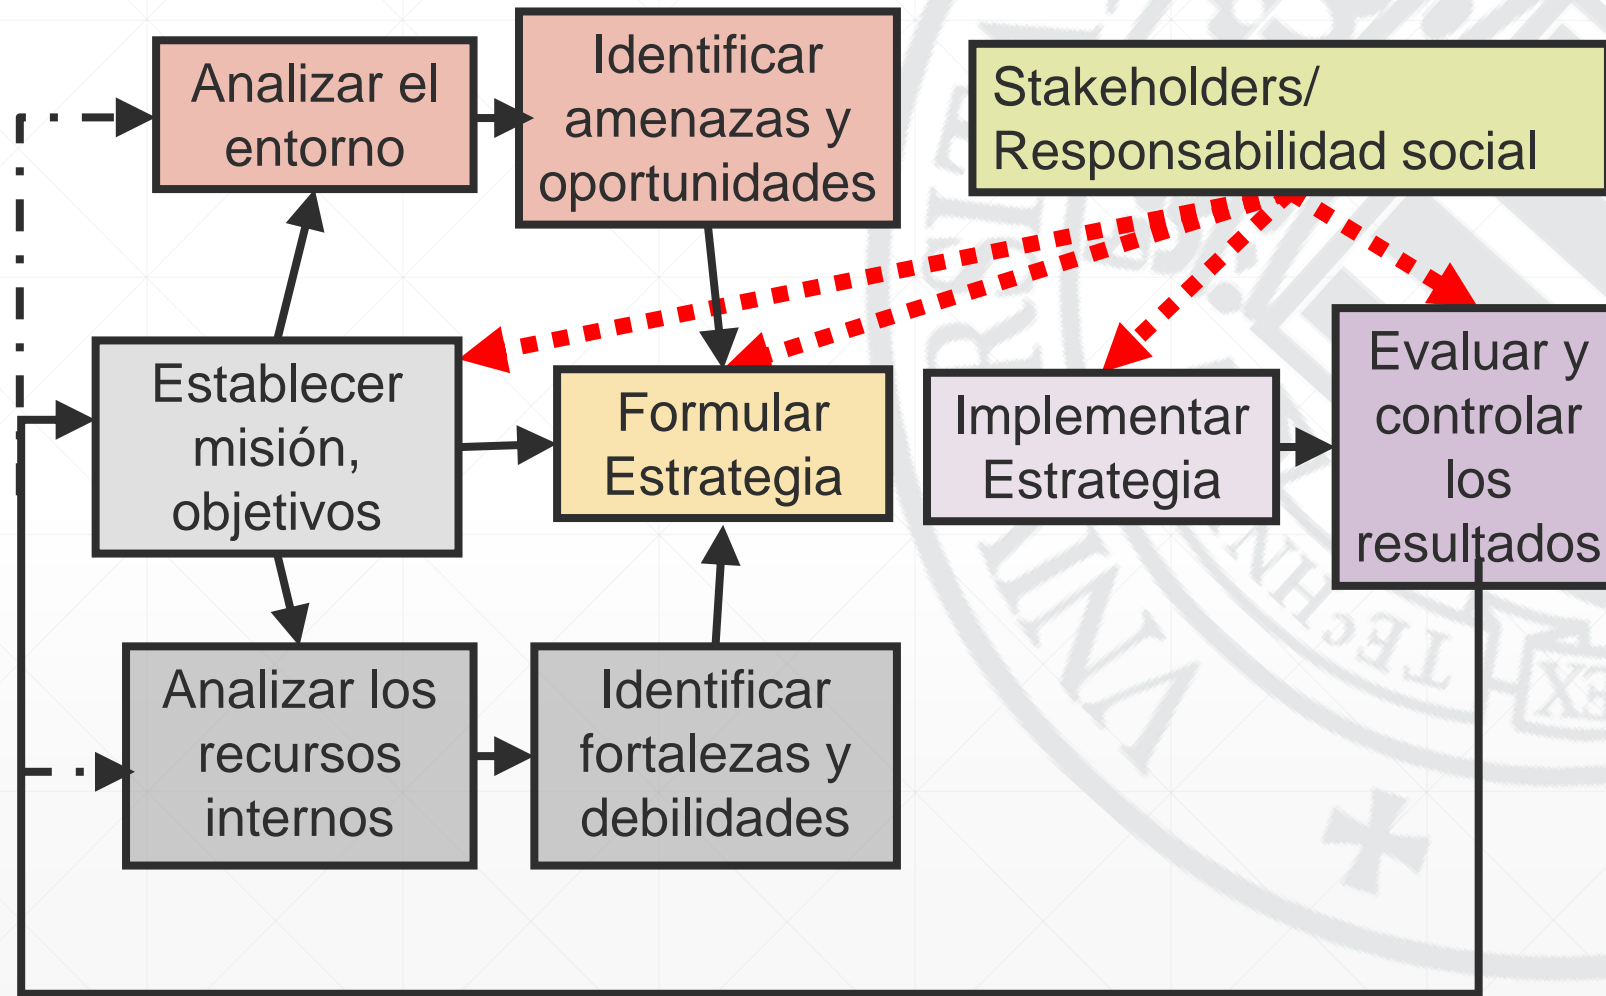 Analizar el
entorno
Identificar
amenazas y
oportunidades
Stakeholders/
Responsabilidad social
Establecer
misión,
objetivos
Formular
Estrategia
Implementar
Estrategia
Evaluar y
controlar
los
resultados
Analizar los
recursos
internos
Identificar
fortalezas y
debilidades